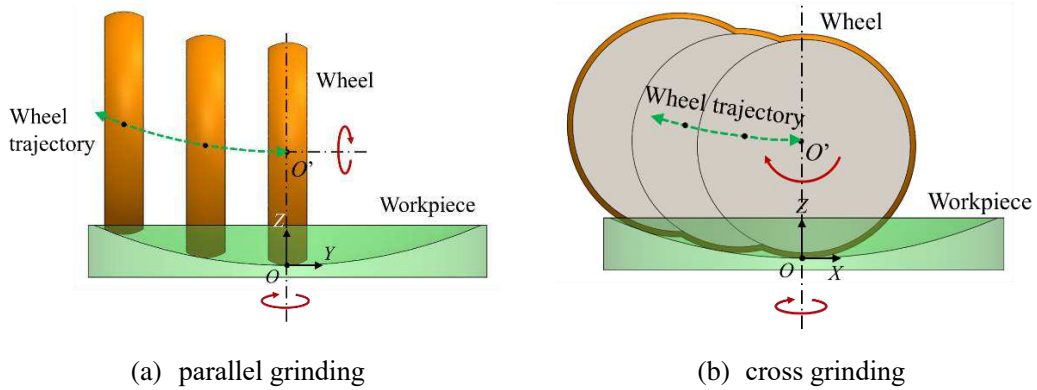 Wheel
Wheel
trajectory
O'
Workpiece
Z
Y
O
(a) parallel grinding
Wheel
Wheel trajectory
O'
Workpiece
Z
O
X
(b) cross grinding